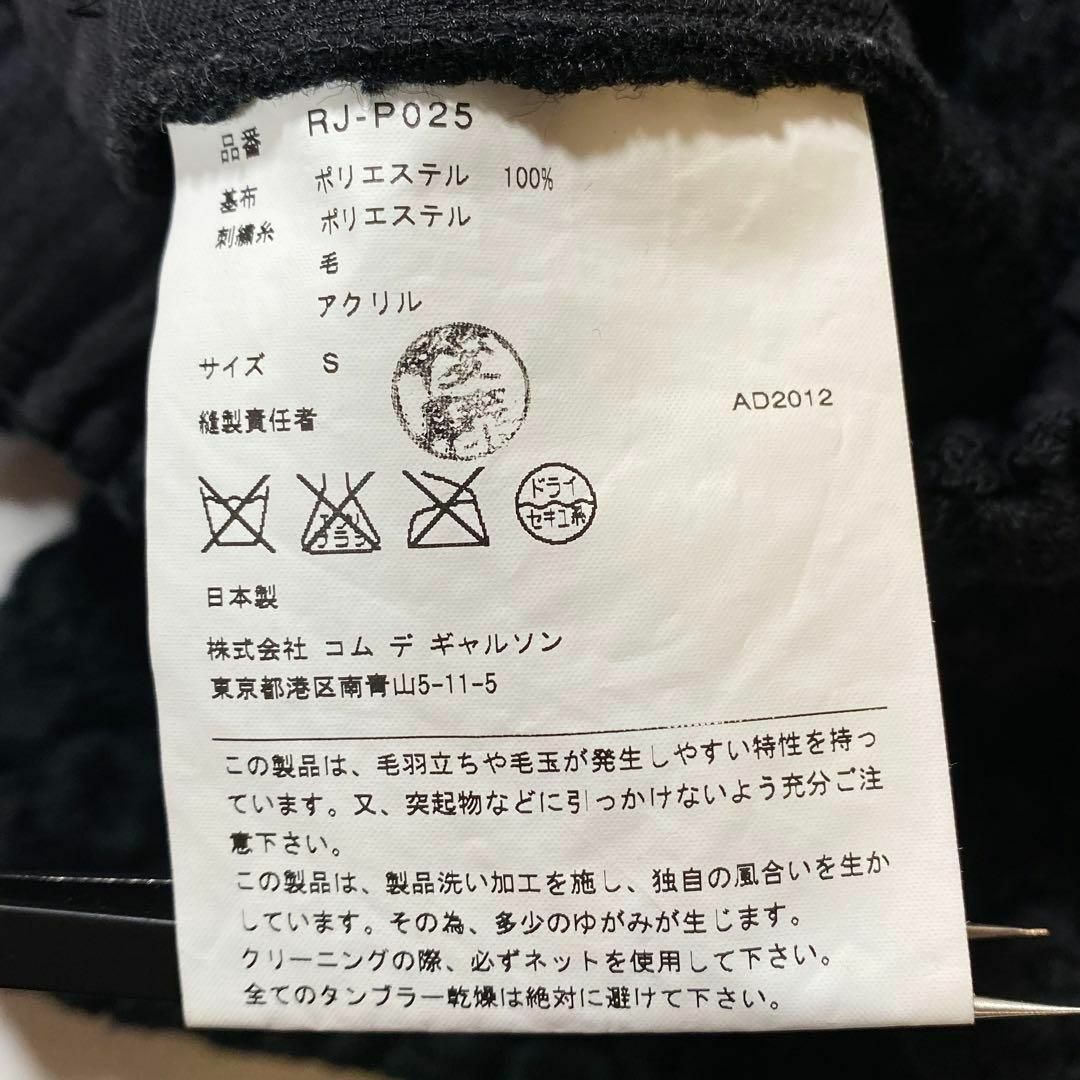 品番 RJ-P025
基布 ポリエステル 100%
刺繍糸 ポリエステル
毛
アクリル
サイズ S
縫製責任者
AD2012
エンソ
サラシ
ドライ
セキユ系
日本製
株式会社 コム デ ギャルソン
東京都港区南青山5-11-5
この製品は、毛羽立ちや毛玉が発生しやすい特性を持っ
ています。又、突起物などに引っかけないよう充分ご注
意下さい。
この製品は、製品洗い加工を施し、独自の風合いを生か
しています。その為、多少のゆがみが生じます。
クリーニングの際、必ずネットを使用して下さい。
全てのタンブラー乾燥は絶対に避けて下さい。